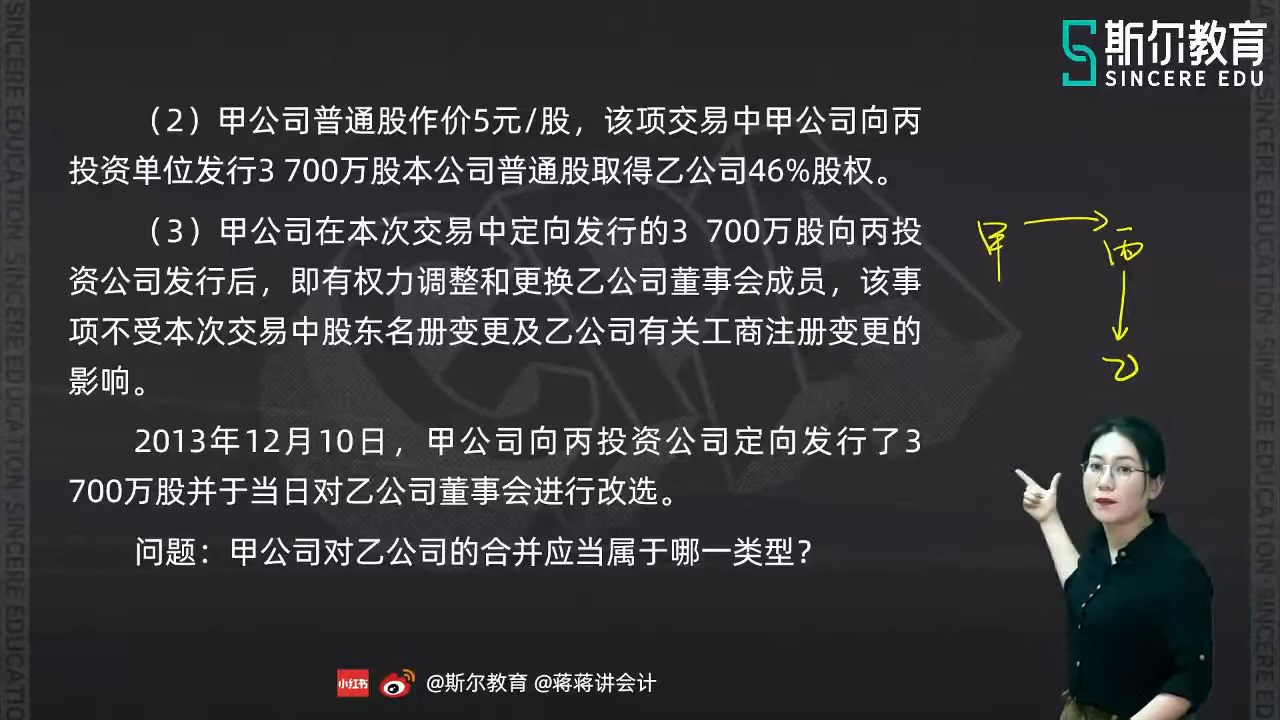 斯尔教育
SINCERE EDU
（2）甲公司普通股作价5元/股，该项交易中甲公司向丙
投资单位发行3 700万股本公司普通股取得乙公司46%股权。
（3）甲公司在本次交易中定向发行的3 700万股向丙投
资公司发行后，即有权力调整和更换乙公司董事会成员，该事
项不受本次交易中股东名册变更及乙公司有关工商注册变更的
影响。
2013年12月10日，甲公司向丙投资公司定向发行了3
700万股并于当日对乙公司董事会进行改选。
问题：甲公司对乙公司的合并应当属于哪一类型？
甲
丙
乙
小红书
@斯尔教育 @蒋蒋讲会计
CPA
SINCERE EDUCATION
SINCERE EDUCATION